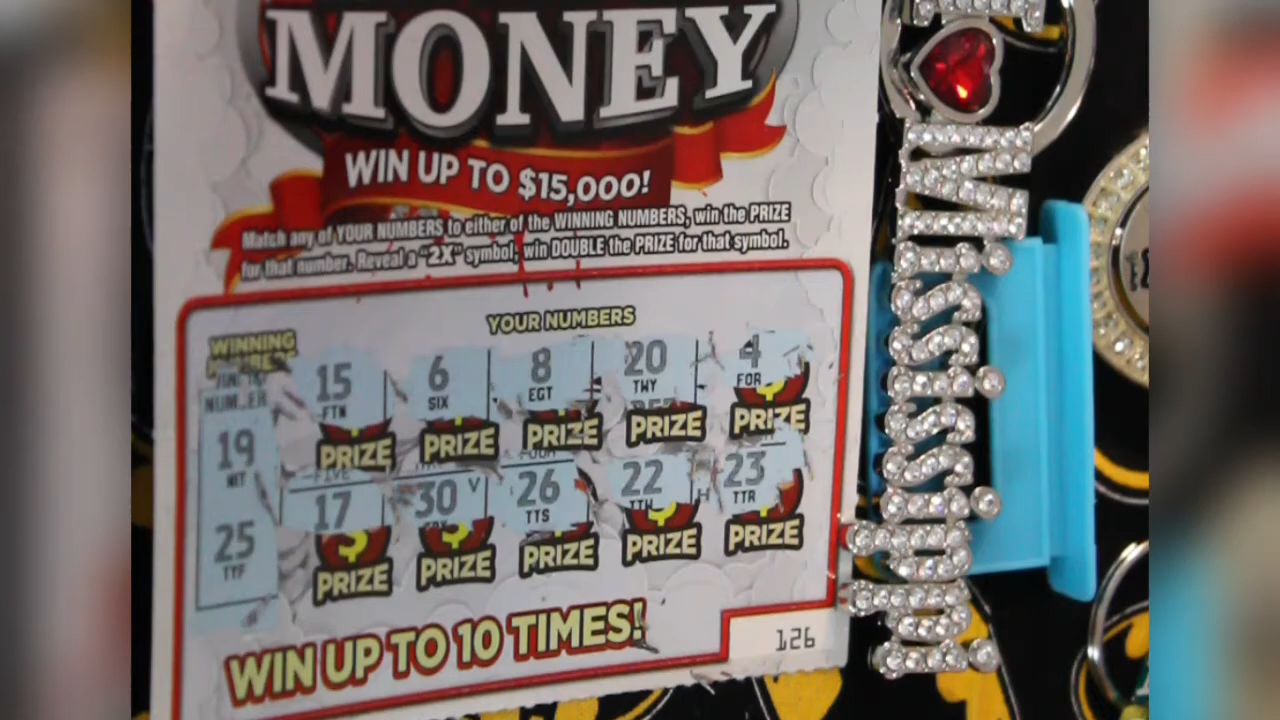 MONEY
WIN UP TO $15,000!
Match any of YOUR NUMBERS to either of the WINNING NUMBERS, win the PRIZE
for that number. Reveal a "2X" symbol, win DOUBLE the PRIZE for that symbol.
YOUR NUMBERS
WINNING
15 6 8 20 4
FTN SIX EGT TWY FOR
PRIZE PRIZE PRIZE PRIZE PRIZE
19
NIT
17 30 26 22 23
TTS TTR
PRIZE PRIZE PRIZE PRIZE PRIZE
25
TYF
WIN UP TO 10 TIMES!
126
I
MISSISSIPPI